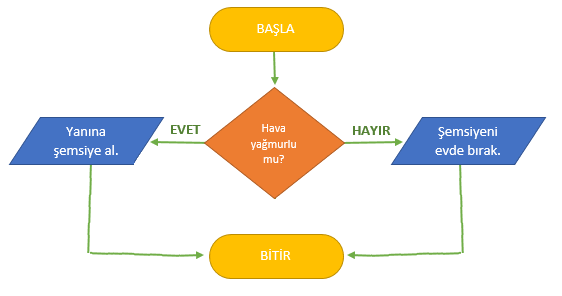 BAŞLA
EVET
HAYIR
Yanına
şemsiye al.
Hava
yağmurlu
mu?
Şemsiyeni
evde bırak.
BİTİR